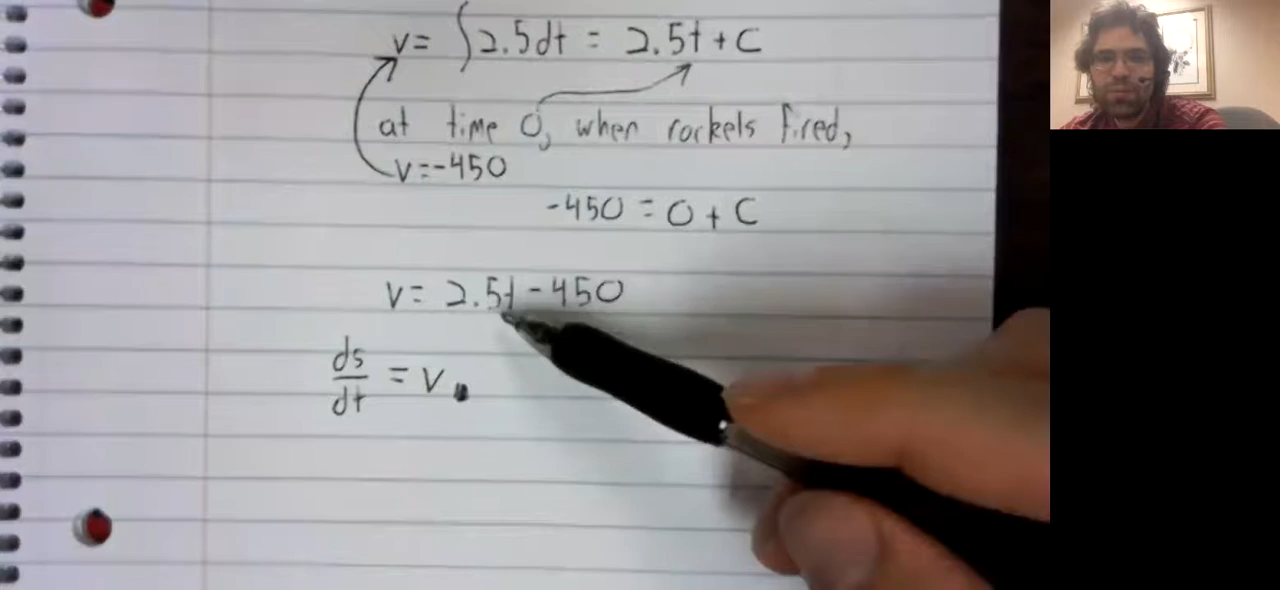 v = ∫2.5dt = 2.5t + C
at time 0, when rockets fired,
v = -450
-450 = 0 + C
v = 2.5t - 450
ds/dt = v